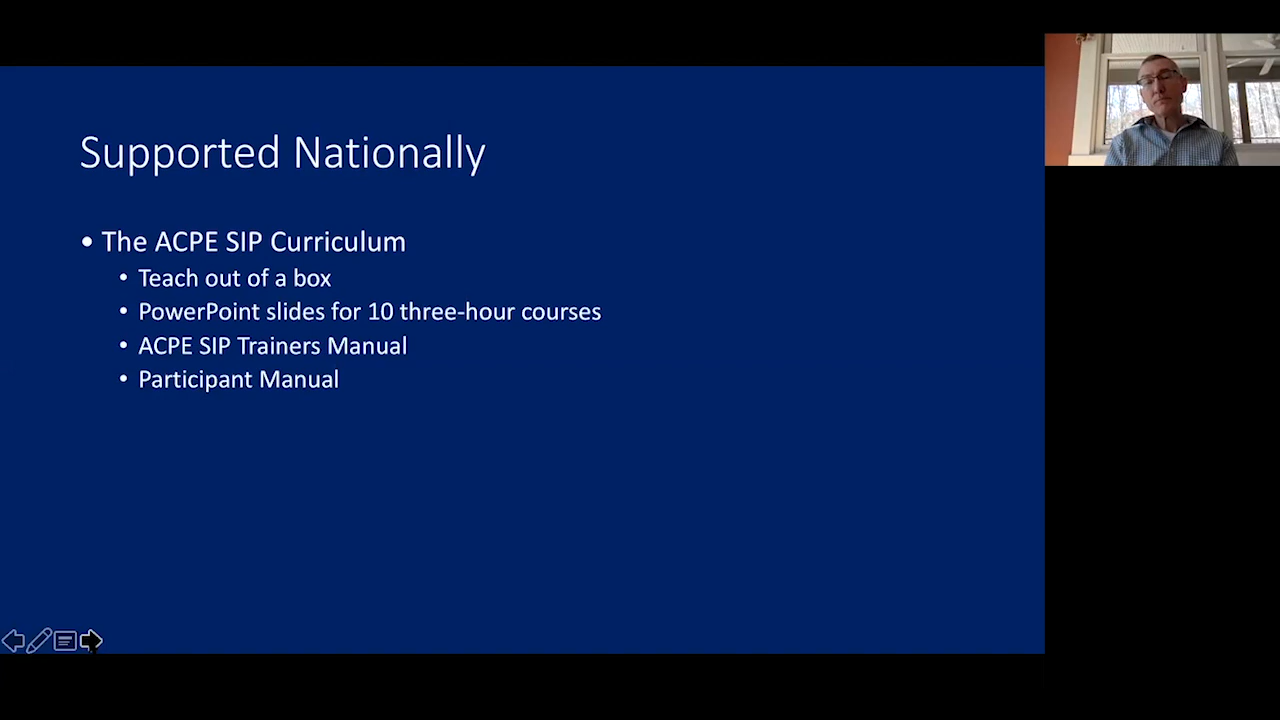 Supported Nationally
• The ACPE SIP Curriculum
• Teach out of a box
• PowerPoint slides for 10 three-hour courses
• ACPE SIP Trainers Manual
• Participant Manual